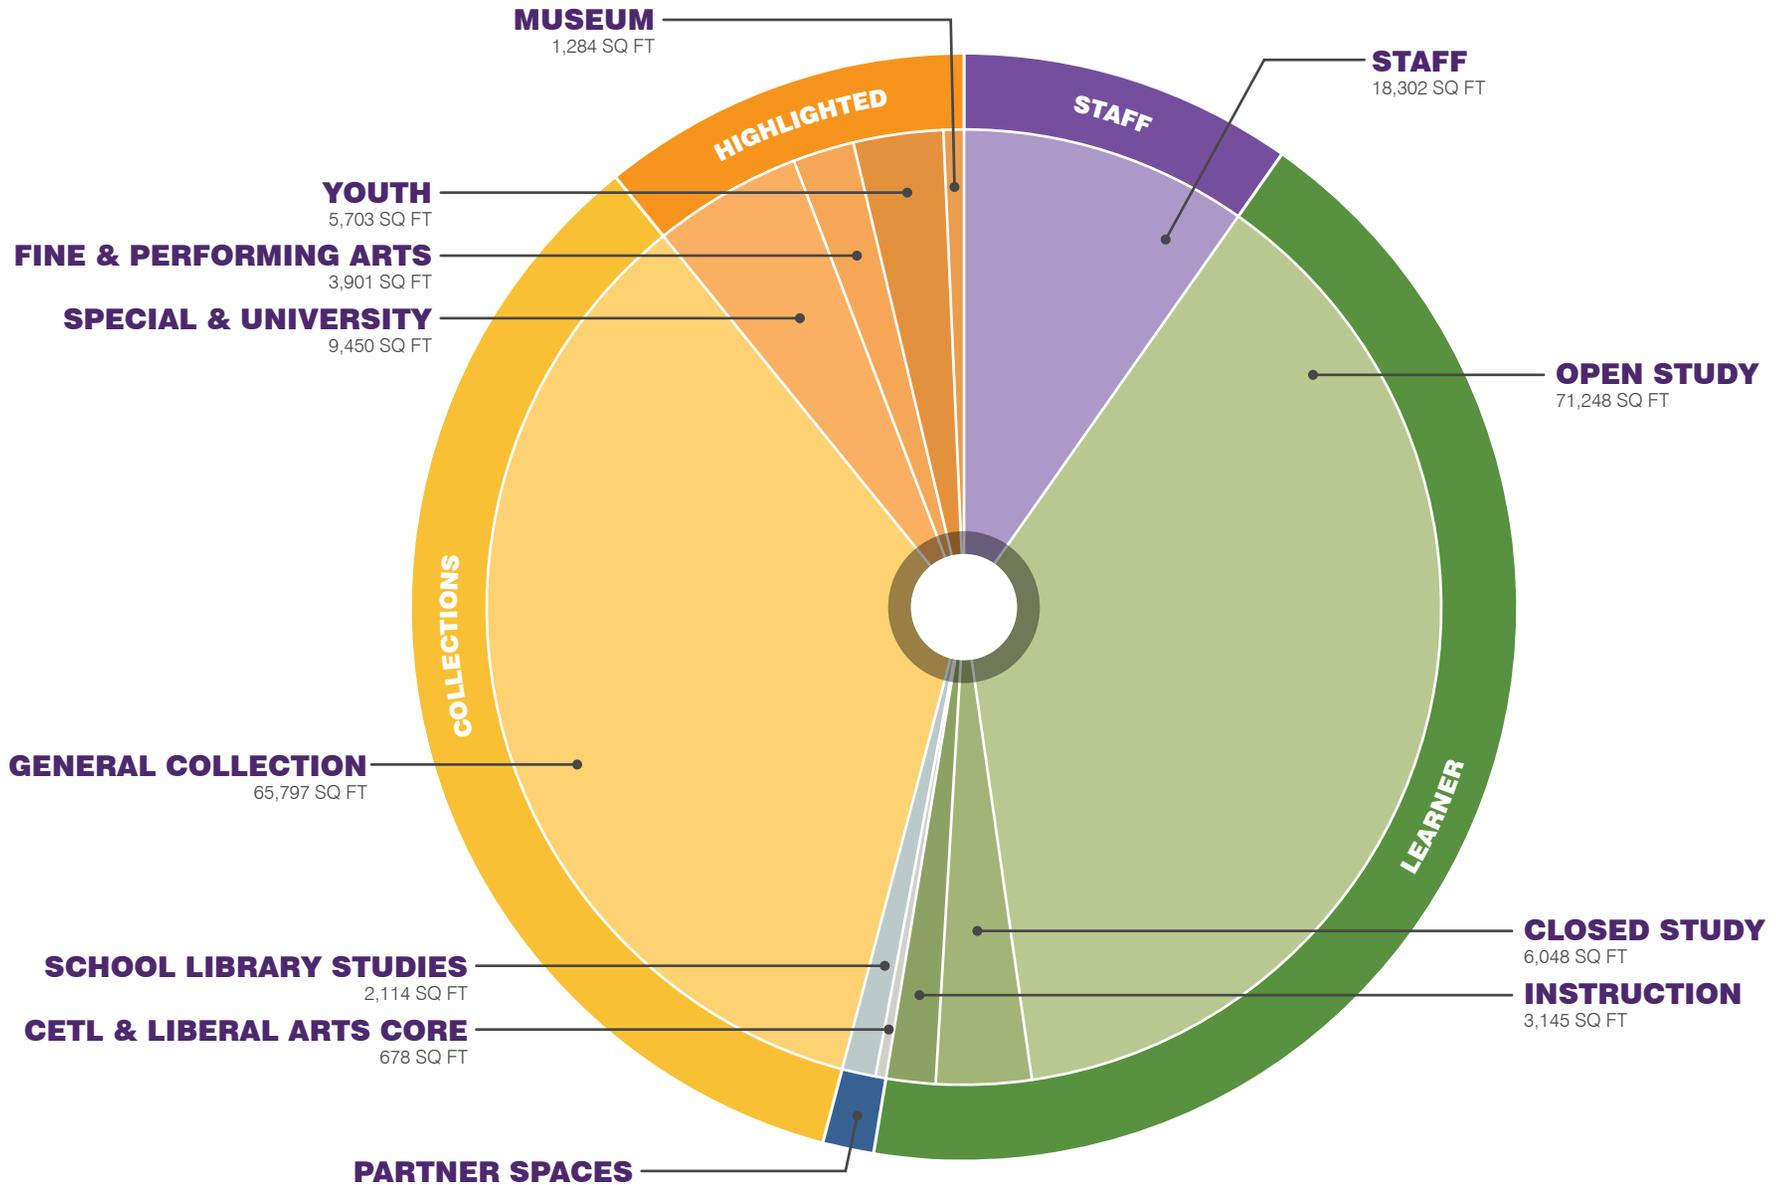 MUSEUM
1,284 SQ FT
STAFF
18,302 SQ FT
HIGHLIGHTED
STAFF
YOUTH
5,703 SQ FT
FINE & PERFORMING ARTS
3,901 SQ FT
SPECIAL & UNIVERSITY
9,450 SQ FT
OPEN STUDY
71,248 SQ FT
COLLECTIONS
GENERAL COLLECTION
65,797 SQ FT
LEARNER
CLOSED STUDY
6,048 SQ FT
SCHOOL LIBRARY STUDIES
2,114 SQ FT
INSTRUCTION
3,145 SQ FT
CETL & LIBERAL ARTS CORE
678 SQ FT
PARTNER SPACES